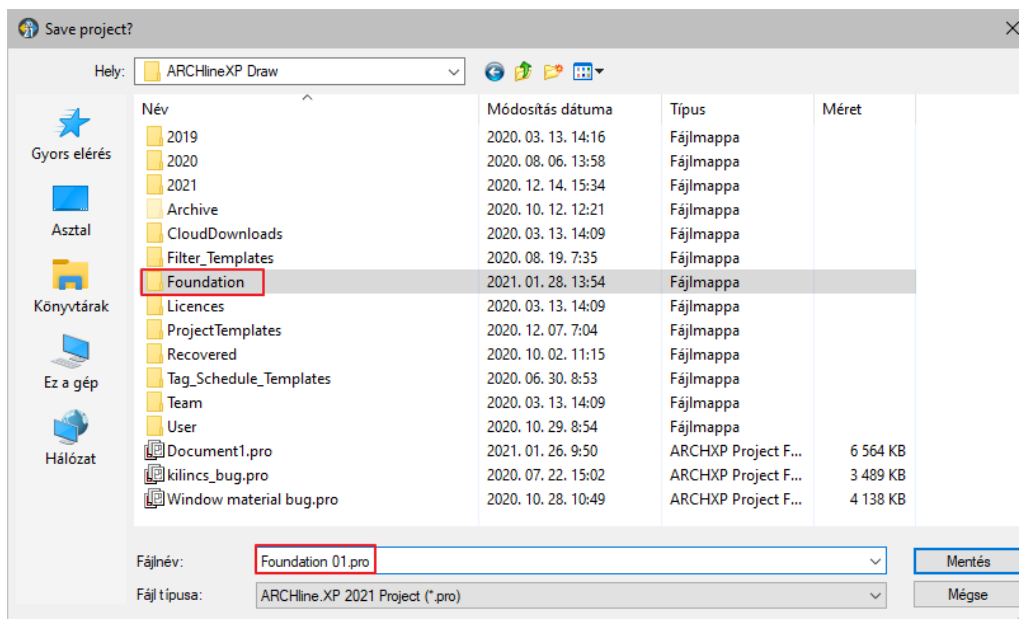 Save project?
Hely: ARCHlineXP Draw
Név Módosítás dátuma Típus Méret
2019 2020. 03. 13. 14:16 Fájlmappa
2020 2020. 08. 06. 13:58 Fájlmappa
2021 2020. 12. 14. 15:34 Fájlmappa
Archive 2020. 10. 12. 12:21 Fájlmappa
CloudDownloads 2020. 03. 13. 14:09 Fájlmappa
Filter_Templates 2020. 08. 19. 7:35 Fájlmappa
Foundation 2021. 01. 28. 13:54 Fájlmappa
Licences 2020. 03. 13. 14:09 Fájlmappa
ProjectTemplates 2020. 12. 07. 7:04 Fájlmappa
Recovered 2020. 10. 02. 11:15 Fájlmappa
Tag_Schedule_Templates 2020. 06. 30. 8:53 Fájlmappa
Team 2020. 03. 13. 14:09 Fájlmappa
User 2020. 10. 29. 8:54 Fájlmappa
Document1.pro 2021. 01. 26. 9:50 ARCHXP Project F... 6 564 KB
kilincs_bug.pro 2020. 07. 22. 15:02 ARCHXP Project F... 3 489 KB
Window material bug.pro 2020. 10. 28. 10:49 ARCHXP Project F... 4 138 KB
Gyors elérés
Asztal
Könyvtárak
Ez a gép
Hálózat
Fájlnév: Foundation 01.pro Mentés
Fájl típusa: ARCHline.XP 2021 Project (*.pro) Mégse